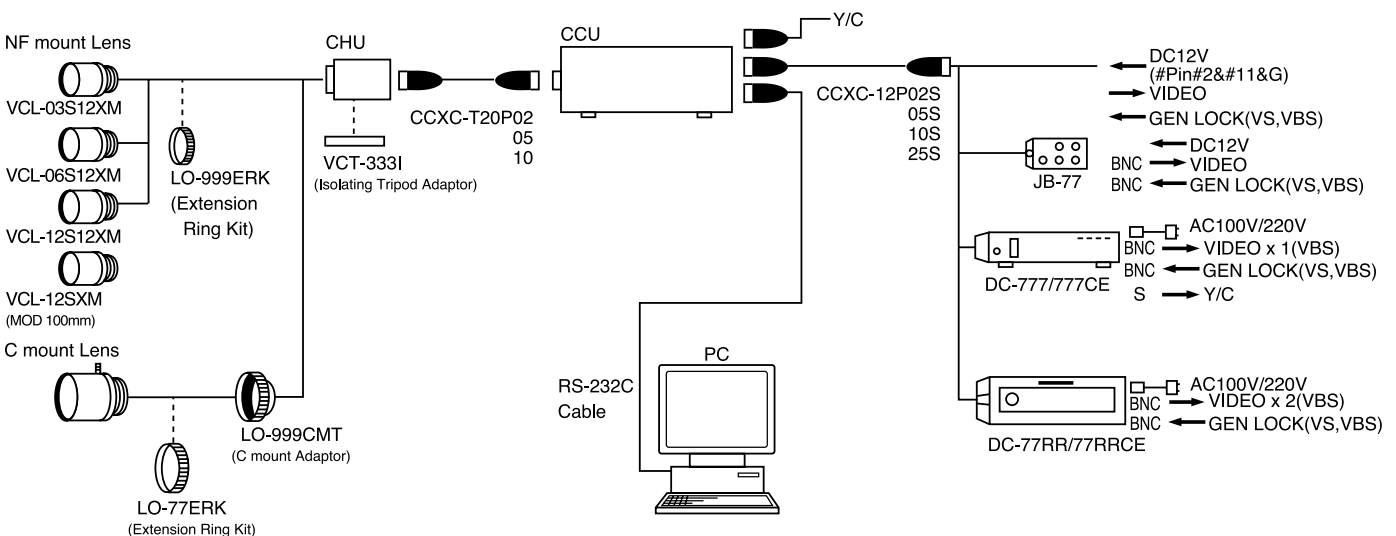 NF mount Lens
VCL-03S12XM
VCL-06S12XM
VCL-12S12XM
VCL-12SXM
(MOD 100mm)
C mount Lens
LO-999ERK
(Extension
Ring Kit)
LO-999CMT
(C mount Adaptor)
LO-77ERK
(Extension Ring Kit)
CHU
VCT-333I
(Isolating Tripod Adaptor)
CCXC-T20P02
05
10
CCU
Y/C
RS-232C
Cable
PC
CCXC-12P02S
05S
10S
25S
DC12V
(#Pin#2&#11&G)
VIDEO
GEN LOCK(VS,VBS)
JB-77
DC12V
BNC VIDEO
BNC GEN LOCK(VS,VBS)
DC-777/777CE
AC100V/220V
BNC VIDEO x 1(VBS)
BNC GEN LOCK(VS,VBS)
S Y/C
DC-77RR/77RRCE
AC100V/220V
BNC VIDEO x 2(VBS)
BNC GEN LOCK(VS,VBS)